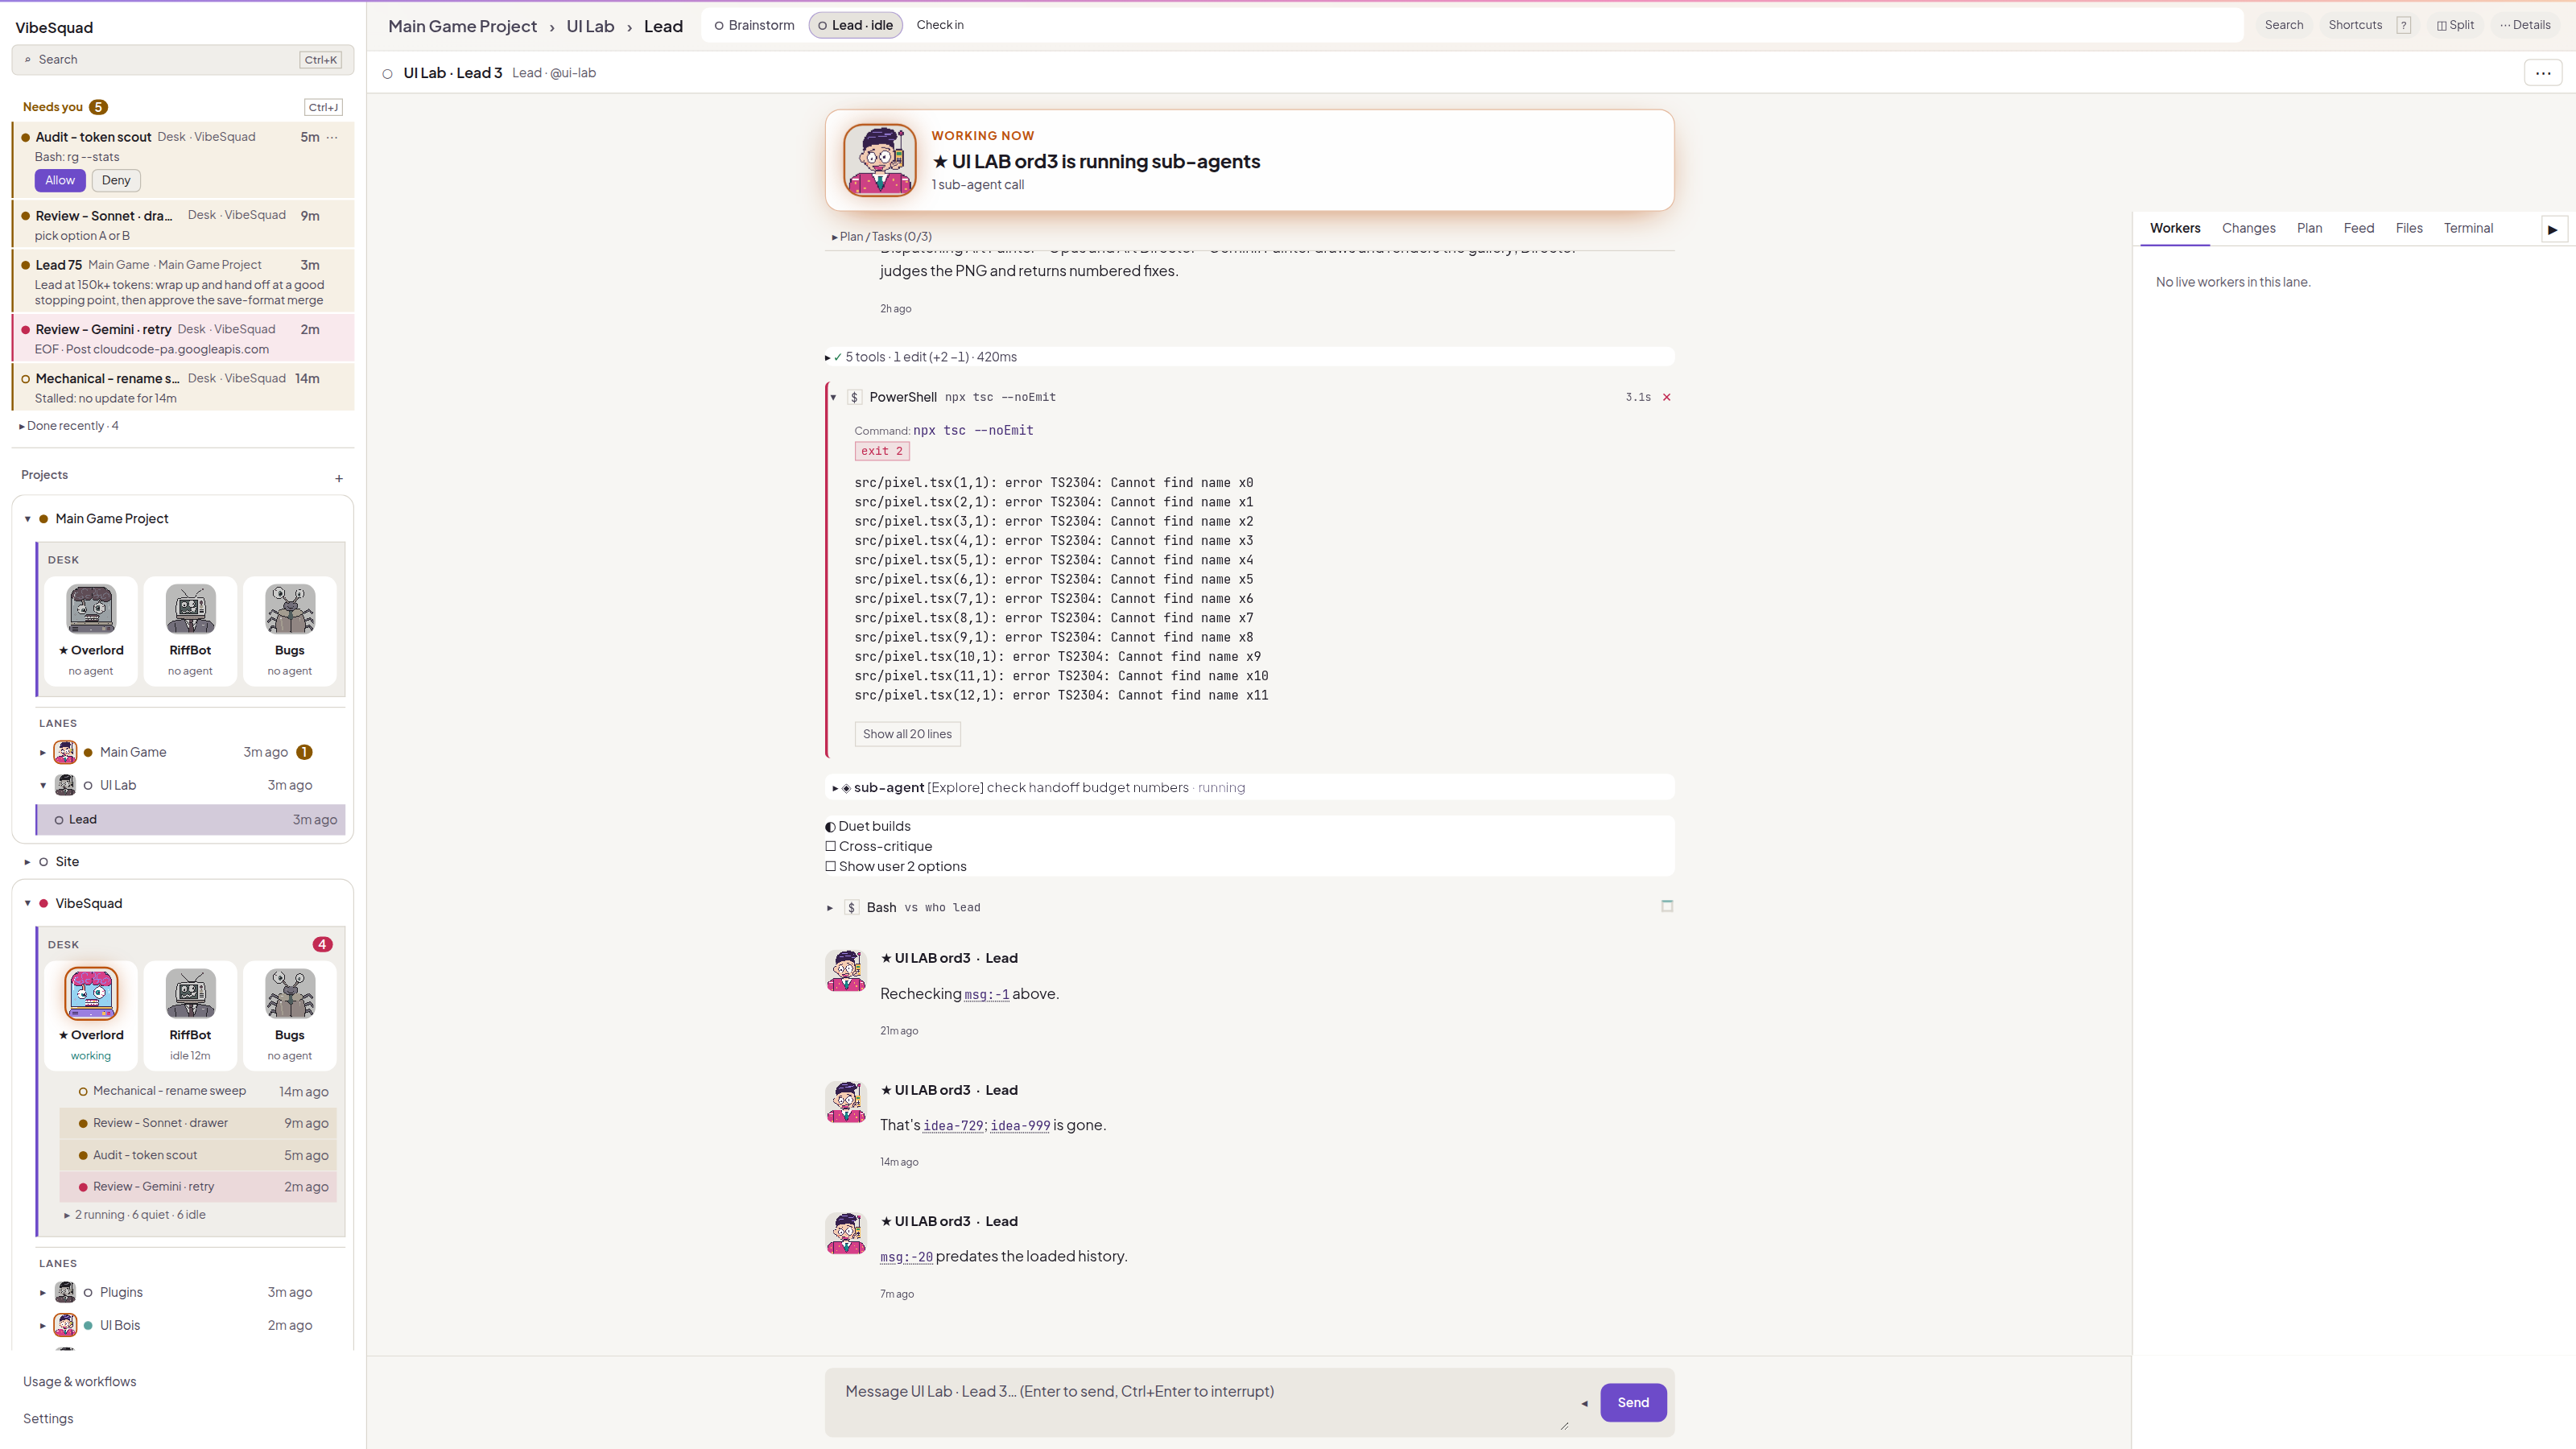 VibeSquad
Search Ctrl+K
Needs you 5 Ctrl+J
Audit - token scout Desk · VibeSquad 5m ···
Bash: rg --stats
Allow Deny
Review - Sonnet · dra... Desk · VibeSquad 9m
pick option A or B
Lead 75 Main Game · Main Game Project 3m
Lead at 150k+ tokens: wrap up and hand off at a good
stopping point, then approve the save-format merge
Review - Gemini · retry Desk · VibeSquad 2m
EOF · Post cloudcode-pa.googleapis.com
Mechanical - rename s... Desk · VibeSquad 14m
Stalled: no update for 14m
▸ Done recently · 4
Projects +
▾ Main Game Project
DESK
★ Overlord RiffBot Bugs
no agent no agent no agent
LANES
▸ Main Game 3m ago 1
▾ UI Lab 3m ago
Lead 3m ago
▸ Site
▾ VibeSquad
DESK 4
★ Overlord RiffBot Bugs
working idle 12m no agent
Mechanical - rename sweep 14m ago
Review - Sonnet · drawer 9m ago
Audit - token scout 5m ago
Review - Gemini · retry 2m ago
▸ 2 running · 6 quiet · 6 idle
LANES
▸ Plugins 3m ago
▸ UI Bois 2m ago
Usage & workflows
Settings
Main Game Project › UI Lab › Lead Brainstorm Lead · idle Check in Search Shortcuts ? Split ··· Details
UI Lab · Lead 3 Lead · @ui-lab ···
WORKING NOW
★ UI LAB ord3 is running sub-agents
1 sub-agent call
▸ Plan / Tasks (0/3)
Dispatching Art Painter - Opus and Art Director - Gemini. Painter draws and renders the gallery; Director
judges the PNG and returns numbered fixes.
2h ago
▸ ✓ 5 tools · 1 edit (+2 −1) · 420ms
▾ $ PowerShell npx tsc --noEmit 3.1s ✕
Command: npx tsc --noEmit
exit 2
src/pixel.tsx(1,1): error TS2304: Cannot find name x0
src/pixel.tsx(2,1): error TS2304: Cannot find name x1
src/pixel.tsx(3,1): error TS2304: Cannot find name x2
src/pixel.tsx(4,1): error TS2304: Cannot find name x3
src/pixel.tsx(5,1): error TS2304: Cannot find name x4
src/pixel.tsx(6,1): error TS2304: Cannot find name x5
src/pixel.tsx(7,1): error TS2304: Cannot find name x6
src/pixel.tsx(8,1): error TS2304: Cannot find name x7
src/pixel.tsx(9,1): error TS2304: Cannot find name x8
src/pixel.tsx(10,1): error TS2304: Cannot find name x9
src/pixel.tsx(11,1): error TS2304: Cannot find name x10
src/pixel.tsx(12,1): error TS2304: Cannot find name x11
Show all 20 lines
▸ ◈ sub-agent [Explore] check handoff budget numbers · running
◐ Duet builds
☐ Cross-critique
☐ Show user 2 options
▸ $ Bash vs who lead
★ UI LAB ord3 · Lead
Rechecking msg:-1 above.
21m ago
★ UI LAB ord3 · Lead
That's idea-729; idea-999 is gone.
14m ago
★ UI LAB ord3 · Lead
msg:-20 predates the loaded history.
7m ago
Message UI Lab · Lead 3… (Enter to send, Ctrl+Enter to interrupt)
Send
Workers Changes Plan Feed Files Terminal
No live workers in this lane.